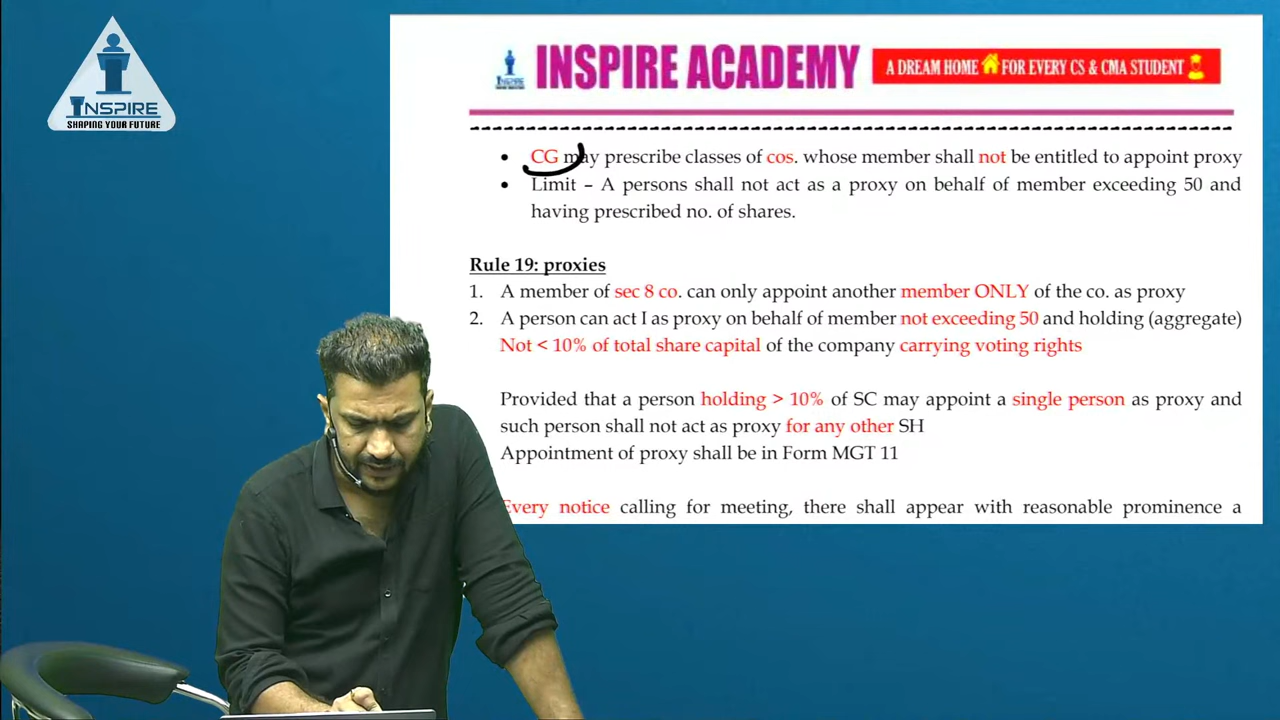 INSPIRE
SHAPING YOUR FUTURE
INSPIRE ACADEMY
A DREAM HOME FOR EVERY CS & CMA STUDENT
• CG may prescribe classes of cos. whose member shall not be entitled to appoint proxy
• Limit – A persons shall not act as a proxy on behalf of member exceeding 50 and
having prescribed no. of shares.
Rule 19: proxies
1. A member of sec 8 co. can only appoint another member ONLY of the co. as proxy
2. A person can act I as proxy on behalf of member not exceeding 50 and holding (aggregate)
Not < 10% of total share capital of the company carrying voting rights
Provided that a person holding > 10% of SC may appoint a single person as proxy and
such person shall not act as proxy for any other SH
Appointment of proxy shall be in Form MGT 11
Every notice calling for meeting, there shall appear with reasonable prominence a